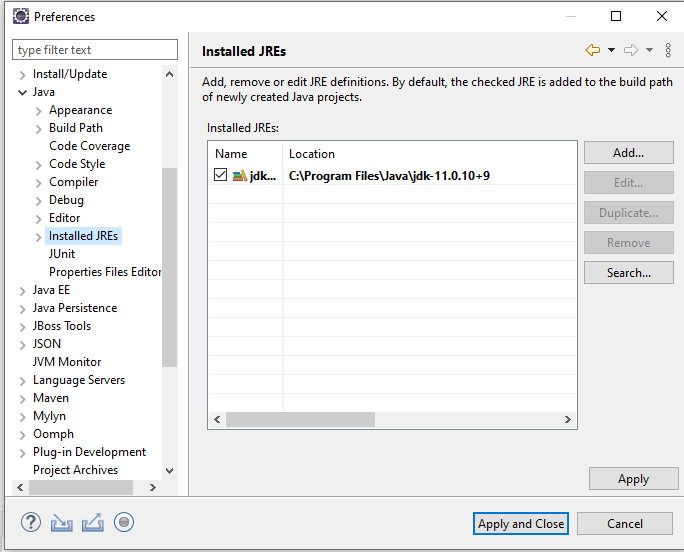 Preferences
type filter text
Install/Update
Java
Appearance
Build Path
Code Coverage
Code Style
Compiler
Debug
Editor
Installed JREs
JUnit
Properties Files Editor
Java EE
Java Persistence
JBoss Tools
JSON
JVM Monitor
Language Servers
Maven
Mylyn
Oomph
Plug-in Development
Project Archives
Installed JREs
Add, remove or edit JRE definitions. By default, the checked JRE is added to the build path
of newly created Java projects.
Installed JREs:
Name Location
jdk... C:\Program Files\Java\jdk-11.0.10+9
Add...
Edit...
Duplicate...
Remove
Search...
Apply
Apply and Close
Cancel